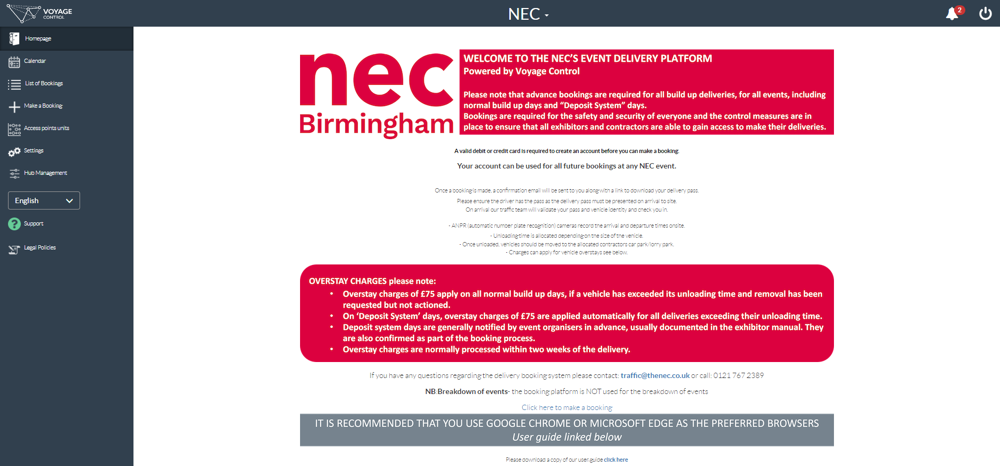 VOYAGE
CONTROL
NEC
2
Homepage
Calendar
List of Bookings
Make a Booking
Access points units
Settings
Hub Management
English
?
Support
Legal Policies
nec
Birmingham
WELCOME TO THE NEC’S EVENT DELIVERY PLATFORM
Powered by Voyage Control
Please note that advance bookings are required for all build up deliveries, for all events, including
normal build up days and “Deposit System” days.
Bookings are required for the safety and security of everyone and the control measures are in
place to ensure that all exhibitors and contractors are able to gain access to make their deliveries.
A valid debit or credit card is required to create an account before you can make a booking.
Your account can be used for all future bookings at any NEC event.
Once a booking is made, a confirmation email will be sent to you along with a link to download your delivery pass.
Please ensure the driver has the pass as the delivery pass must be presented on arrival to site.
On arrival our traffic team will validate your pass and vehicle identity and check you in.
- ANPR (automatic number plate recognition) cameras record the arrival and departure times onsite.
- Unloading time is allocated depending on the size of the vehicle.
- Once unloaded, vehicles should be moved to the allocated contractors car park/lorry park.
- Charges can apply for vehicle overstays see below.
OVERSTAY CHARGES please note:
• Overstay charges of £75 apply on all normal build up days, if a vehicle has exceeded its unloading time and removal has been
requested but not actioned.
• On ‘Deposit System’ days, overstay charges of £75 are applied automatically for all deliveries exceeding their unloading time.
• Deposit system days are generally notified by event organisers in advance, usually documented in the exhibitor manual. They
are also confirmed as part of the booking process.
• Overstay charges are normally processed within two weeks of the delivery.
If you have any questions regarding the delivery booking system please contact: traffic@thenec.co.uk or call: 0121 767 2389
NB:Breakdown of events- the booking platform is NOT used for the breakdown of events
Click here to make a booking
IT IS RECOMMENDED THAT YOU USE GOOGLE CHROME OR MICROSOFT EDGE AS THE PREFERRED BROWSERS
User guide linked below
Please download a copy of our user-guide click here